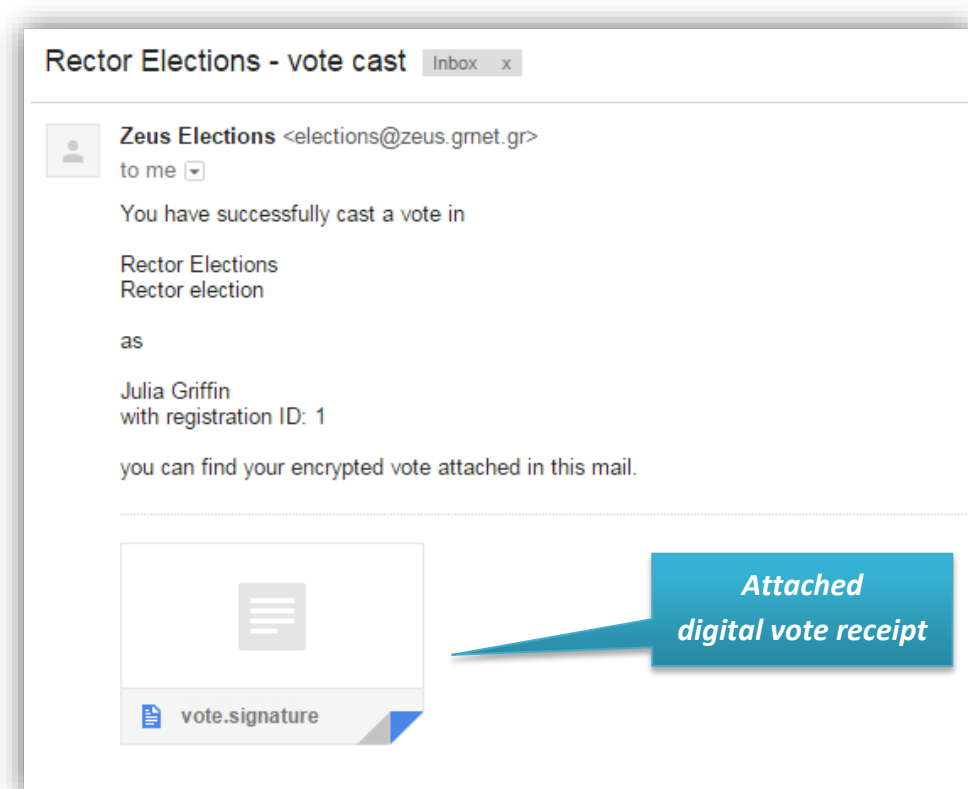 Rector Elections - vote cast Inbox x
Zeus Elections <elections@zeus.grnet.gr>
to me
You have successfully cast a vote in
Rector Elections
Rector election
as
Julia Griffin
with registration ID: 1
you can find your encrypted vote attached in this mail.
Attached
digital vote receipt
vote.signature